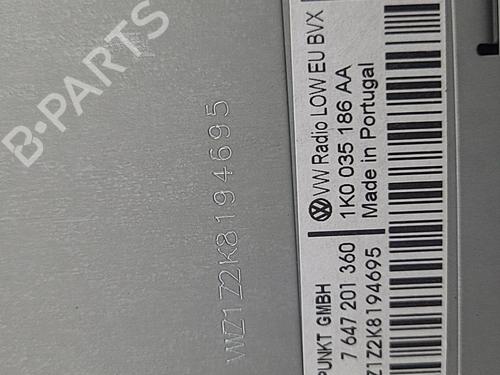 B-PARTS
VWZ1Z2K8194695
VW Radio LOW EU BVX
1K0 035 186 AA
Made in Portugal
PUNKT GMBH
7 647 201 360
Z1Z2K8194695